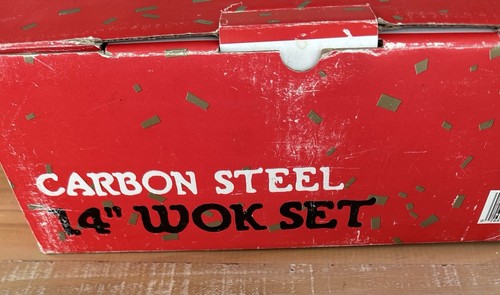 CARBON STEEL
14" WOK SET